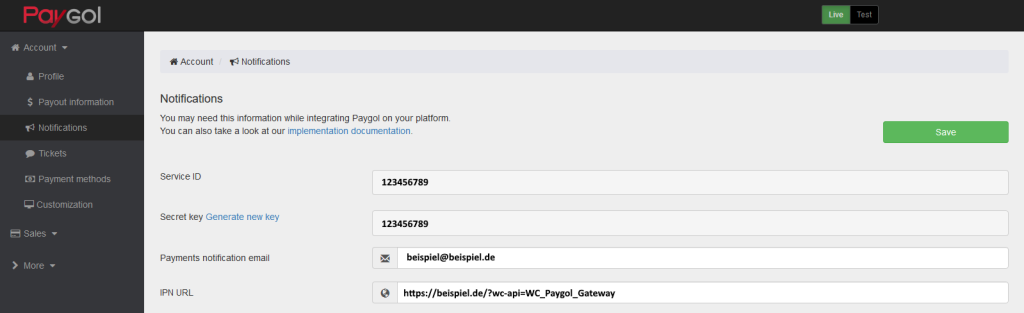 Paygol
Live Test
Account
Profile
Payout information
Notifications
Tickets
Payment methods
Customization
Sales
More
Account / Notifications
Notifications
You may need this information while integrating Paygol on your platform.
You can also take a look at our implementation documentation.
Save
Service ID
123456789
Secret key Generate new key
123456789
Payments notification email
beispiel@beispiel.de
IPN URL
https://beispiel.de/?wc-api=WC_Paygol_Gateway